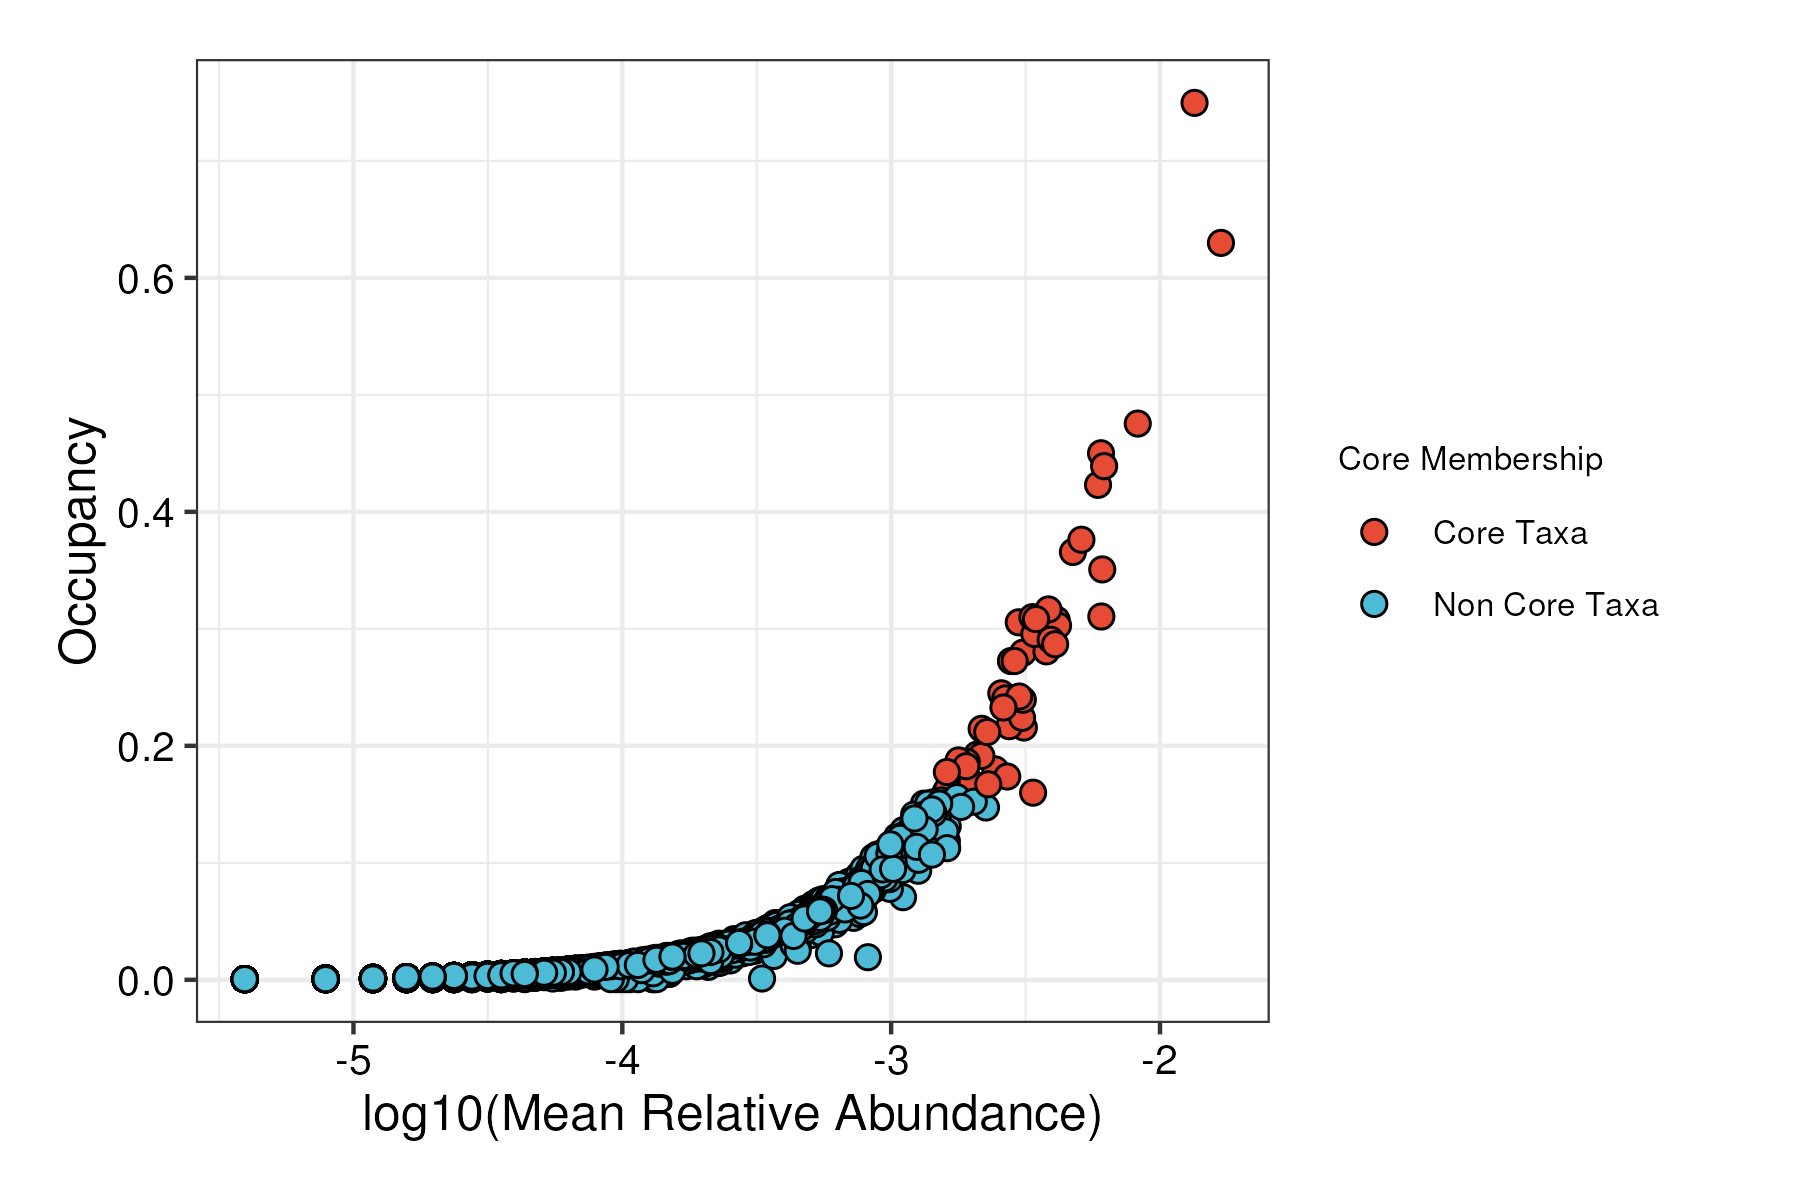 Occupancy
0.6
0.4
0.2
0.0
-5
-4
-3
-2
log10(Mean Relative Abundance)
Core Membership
Core Taxa
Non Core Taxa